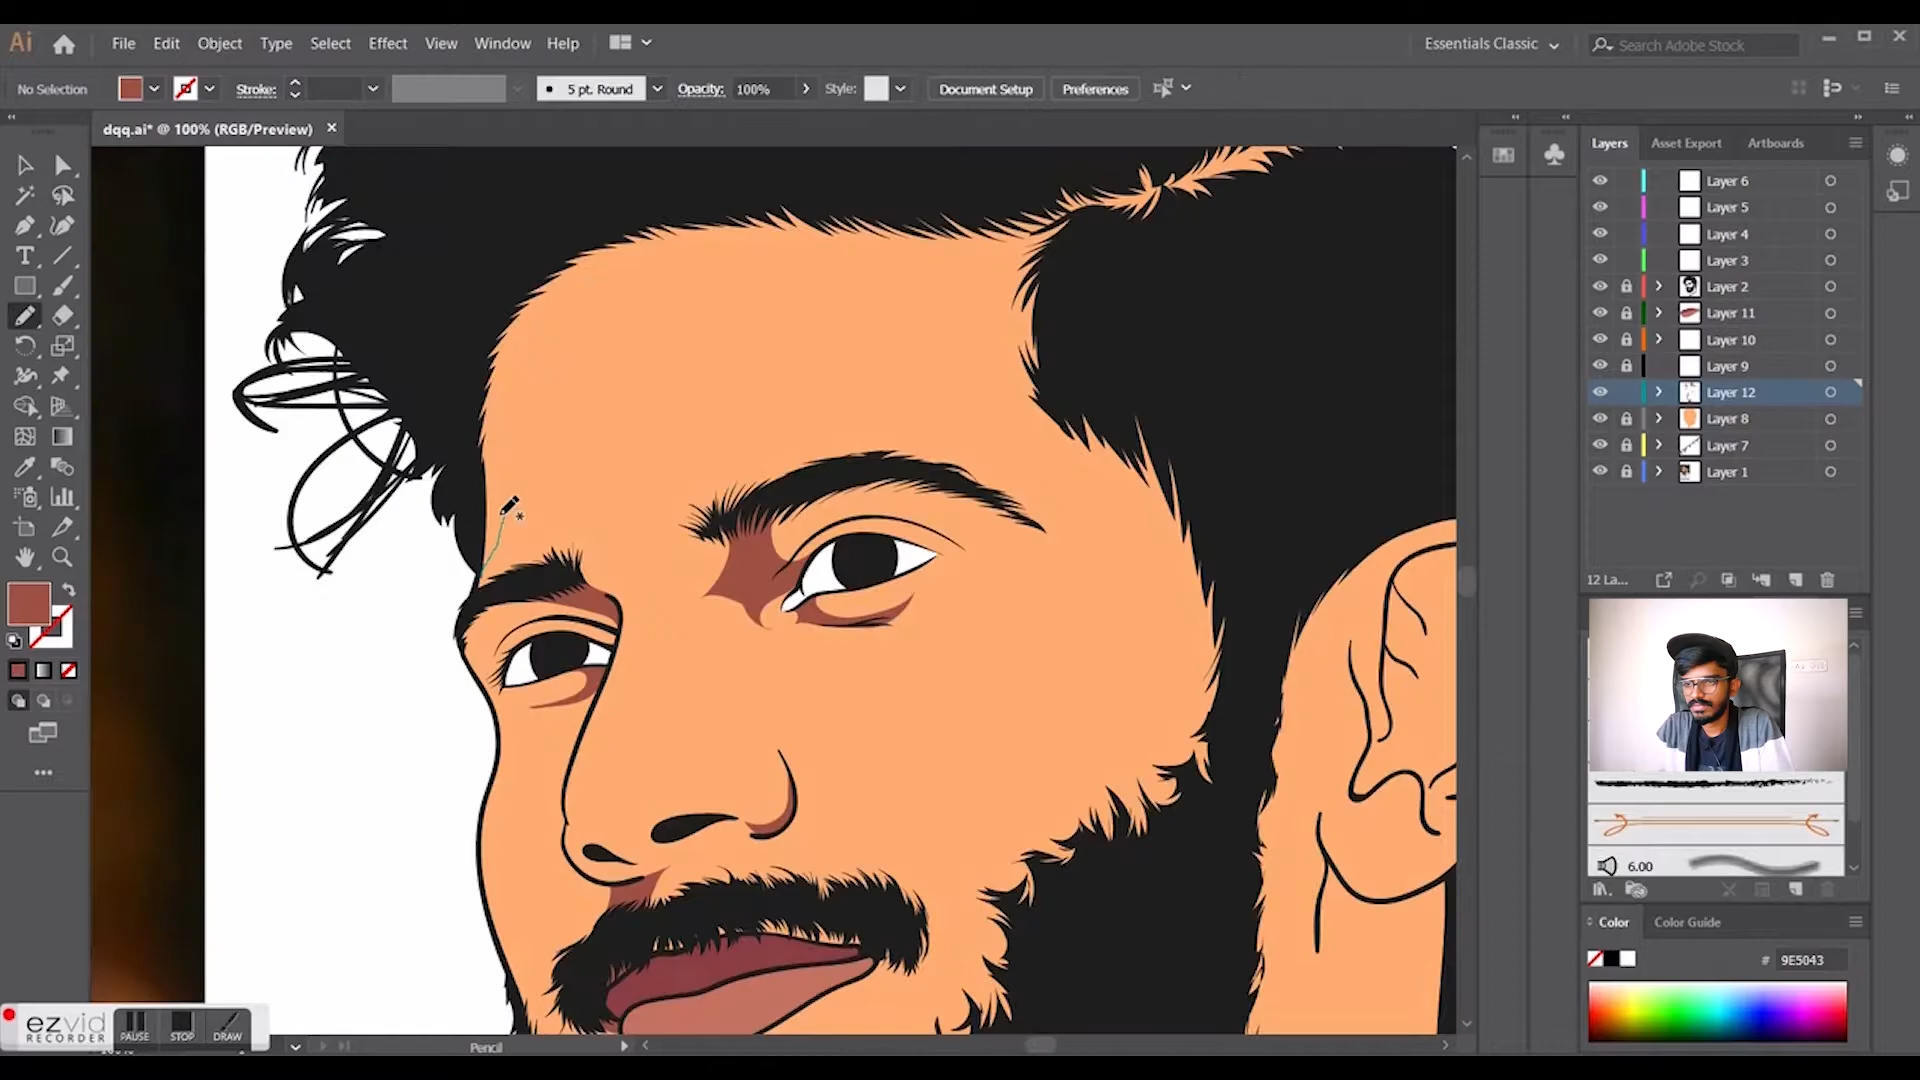 Ai File Edit Object Type Select Effect View Window Help Essentials Classic Search Adobe Stock
No Selection Stroke: 5 pt. Round Opacity: 100% Style: Document Setup Preferences
dqq.ai* @ 100% (RGB/Preview)
Layers Asset Export Artboards
Layer 6
Layer 5
Layer 4
Layer 3
Layer 2
Layer 11
Layer 10
Layer 9
Layer 12
Layer 8
Layer 7
Layer 1
12 La...
6.00
Color Color Guide
# 9E5043
ezvid
RECORDER
PAUSE STOP DRAW
Pencil